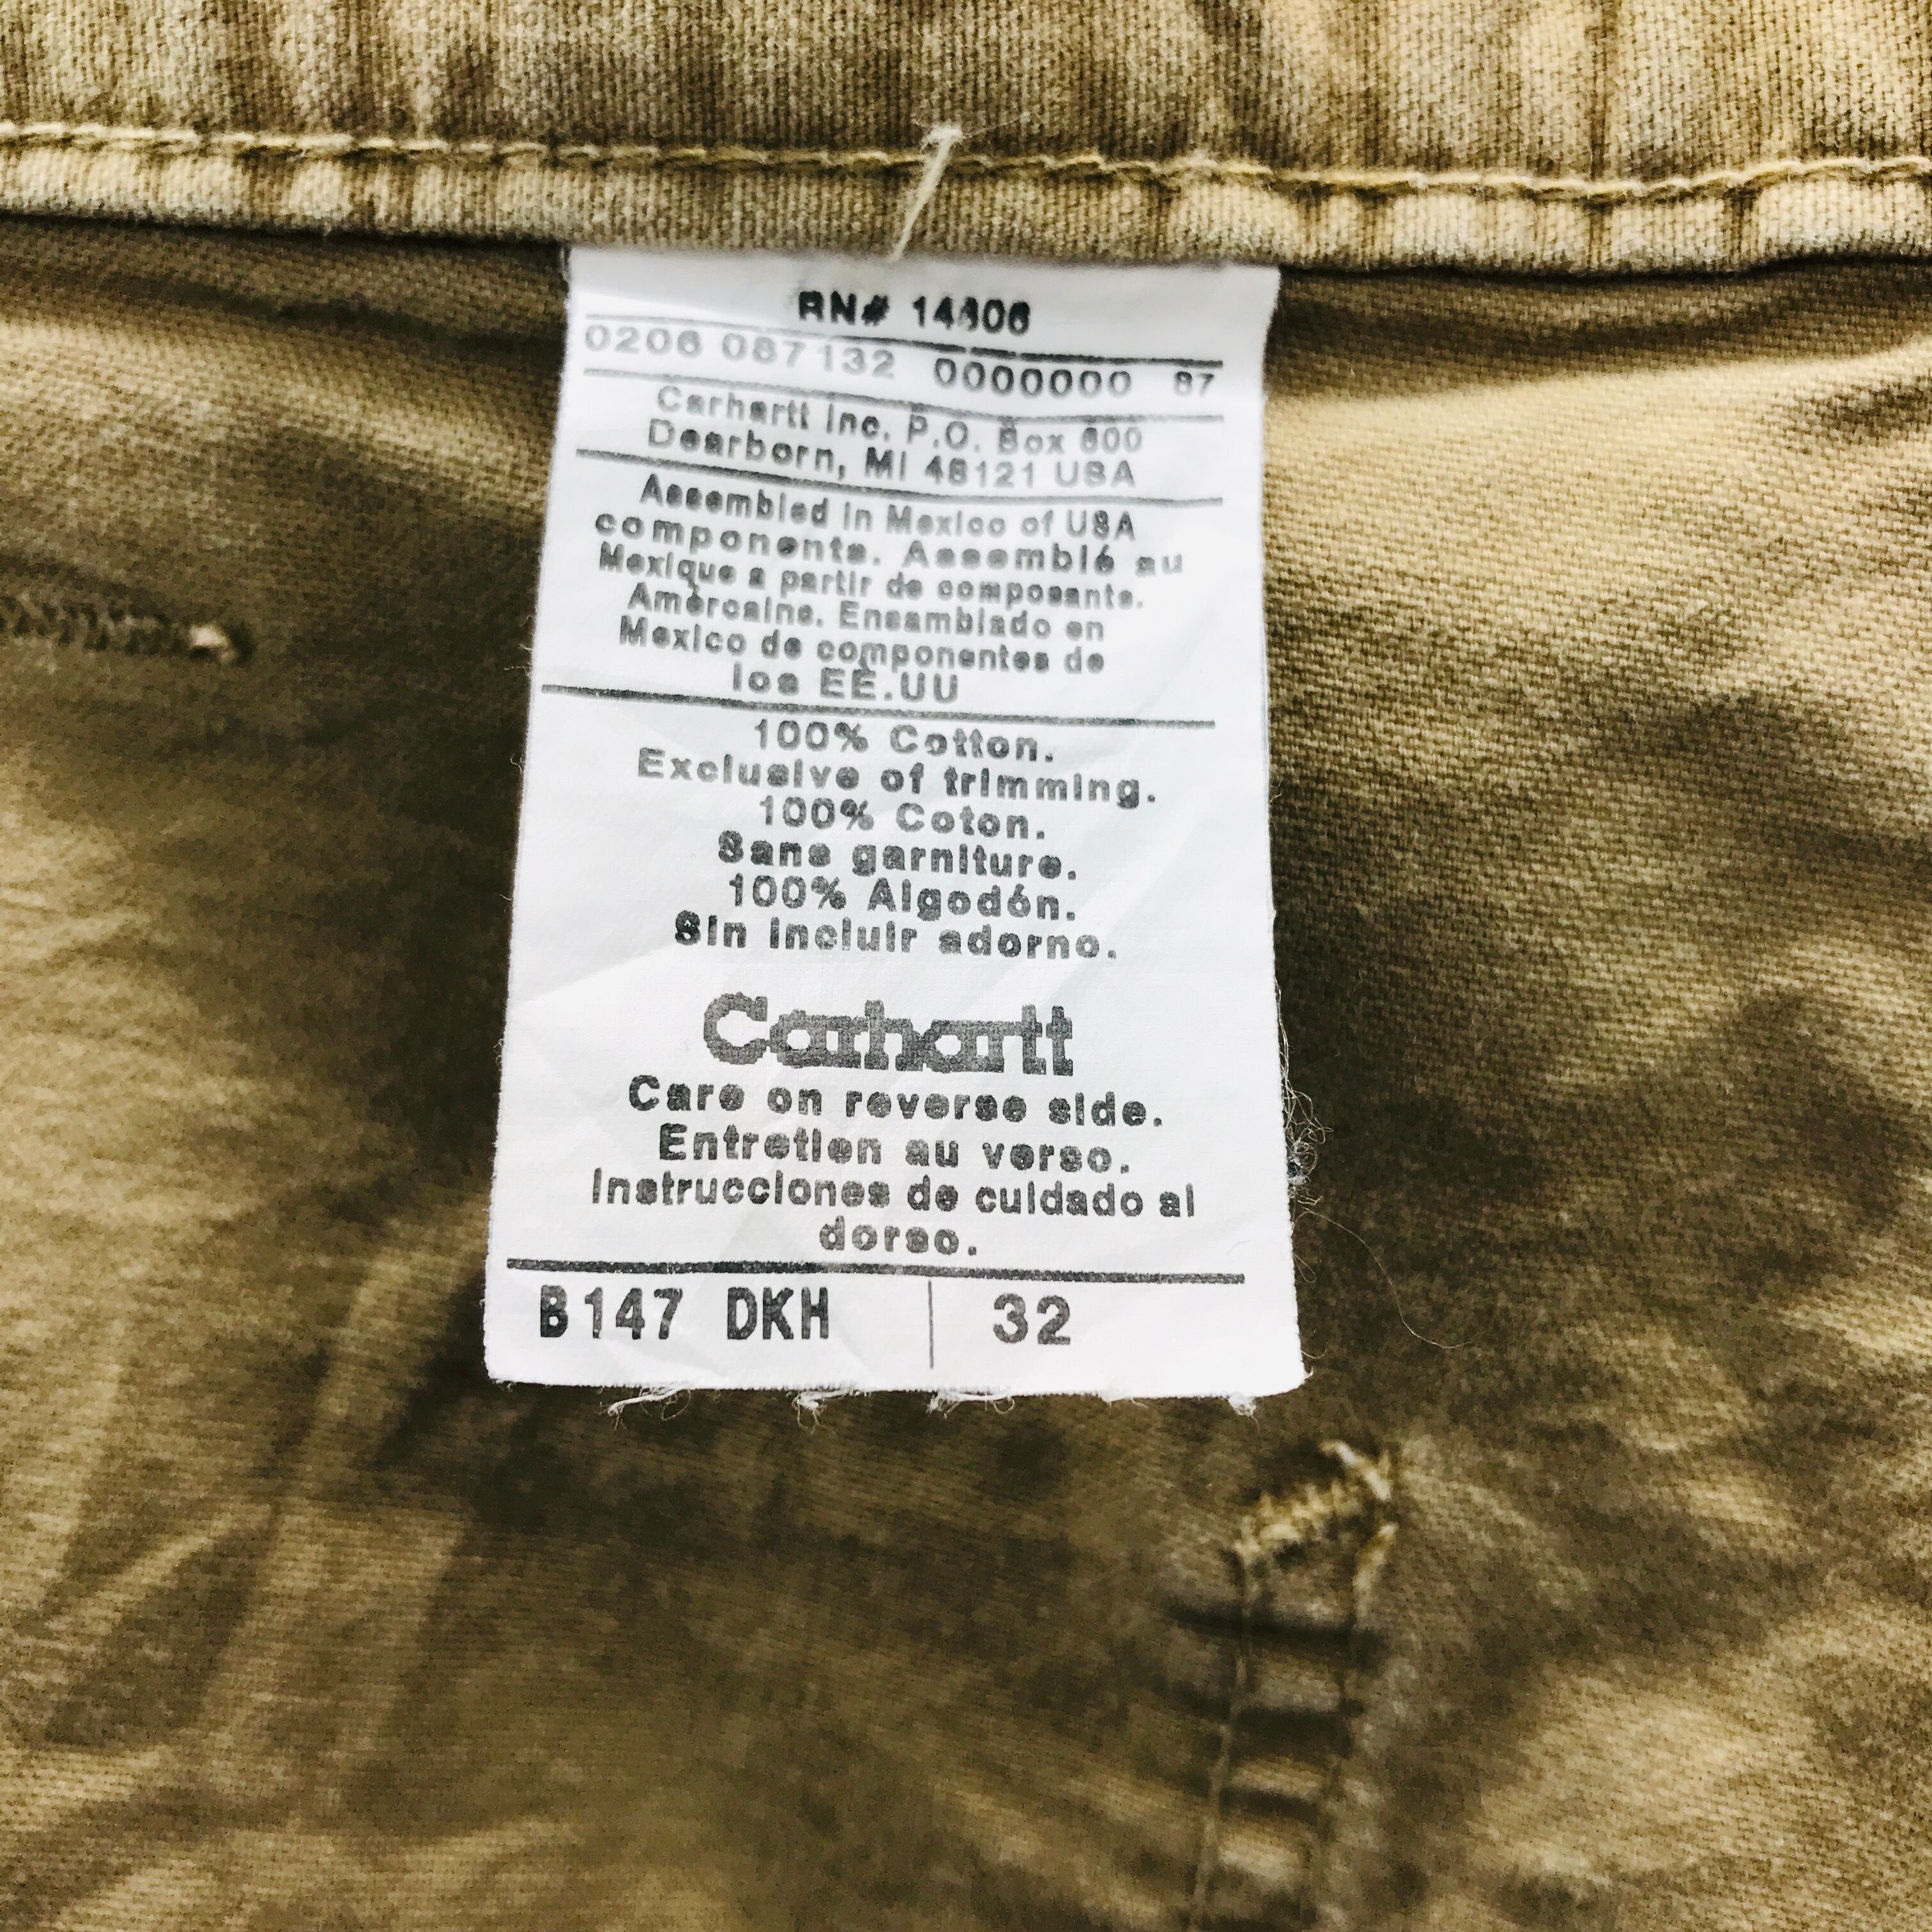 RN# 14806
0206 087132 0000000 87
Carhartt Inc. P.O. Box 600
Dearborn, MI 48121 USA
Assembled in Mexico of USA
components. Assemblé au
Mexique a partir de composants.
Amércains. Ensamblado en
Mexico de componentes de
los EE.UU
100% Cotton.
Exclusive of trimming.
100% Coton.
Sans garniture.
100% Algodón.
Sin incluir adorno.
Carhartt
Care on reverse side.
Entretien au verso.
Instrucciones de cuidado al
dorso.
B147 DKH 32